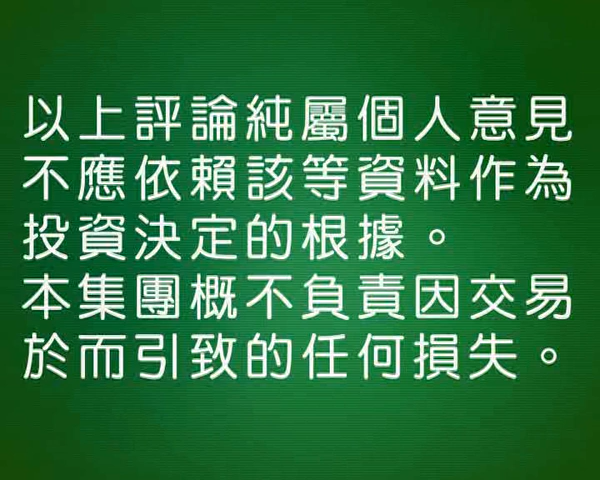 以上評論純屬個人意見
不應依賴該等資料作為
投資決定的根據。
本集團概不負責因交易
於而引致的任何損失。